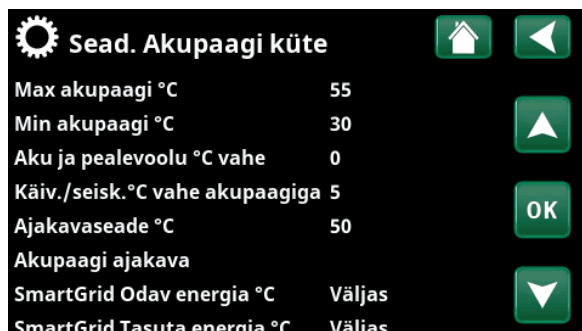 Sead. Akupaagi küte
Max akupaagi °C 55
Min akupaagi °C 30
Aku ja pealevoolu °C vahe 0
Käiv./seisk.°C vahe akupaagiga 5
Ajakavaseade °C 50
OK
Akupaagi ajakava
SmartGrid Odav energia °C Väljas
SmartGrid Tasuta energia °C Väljas